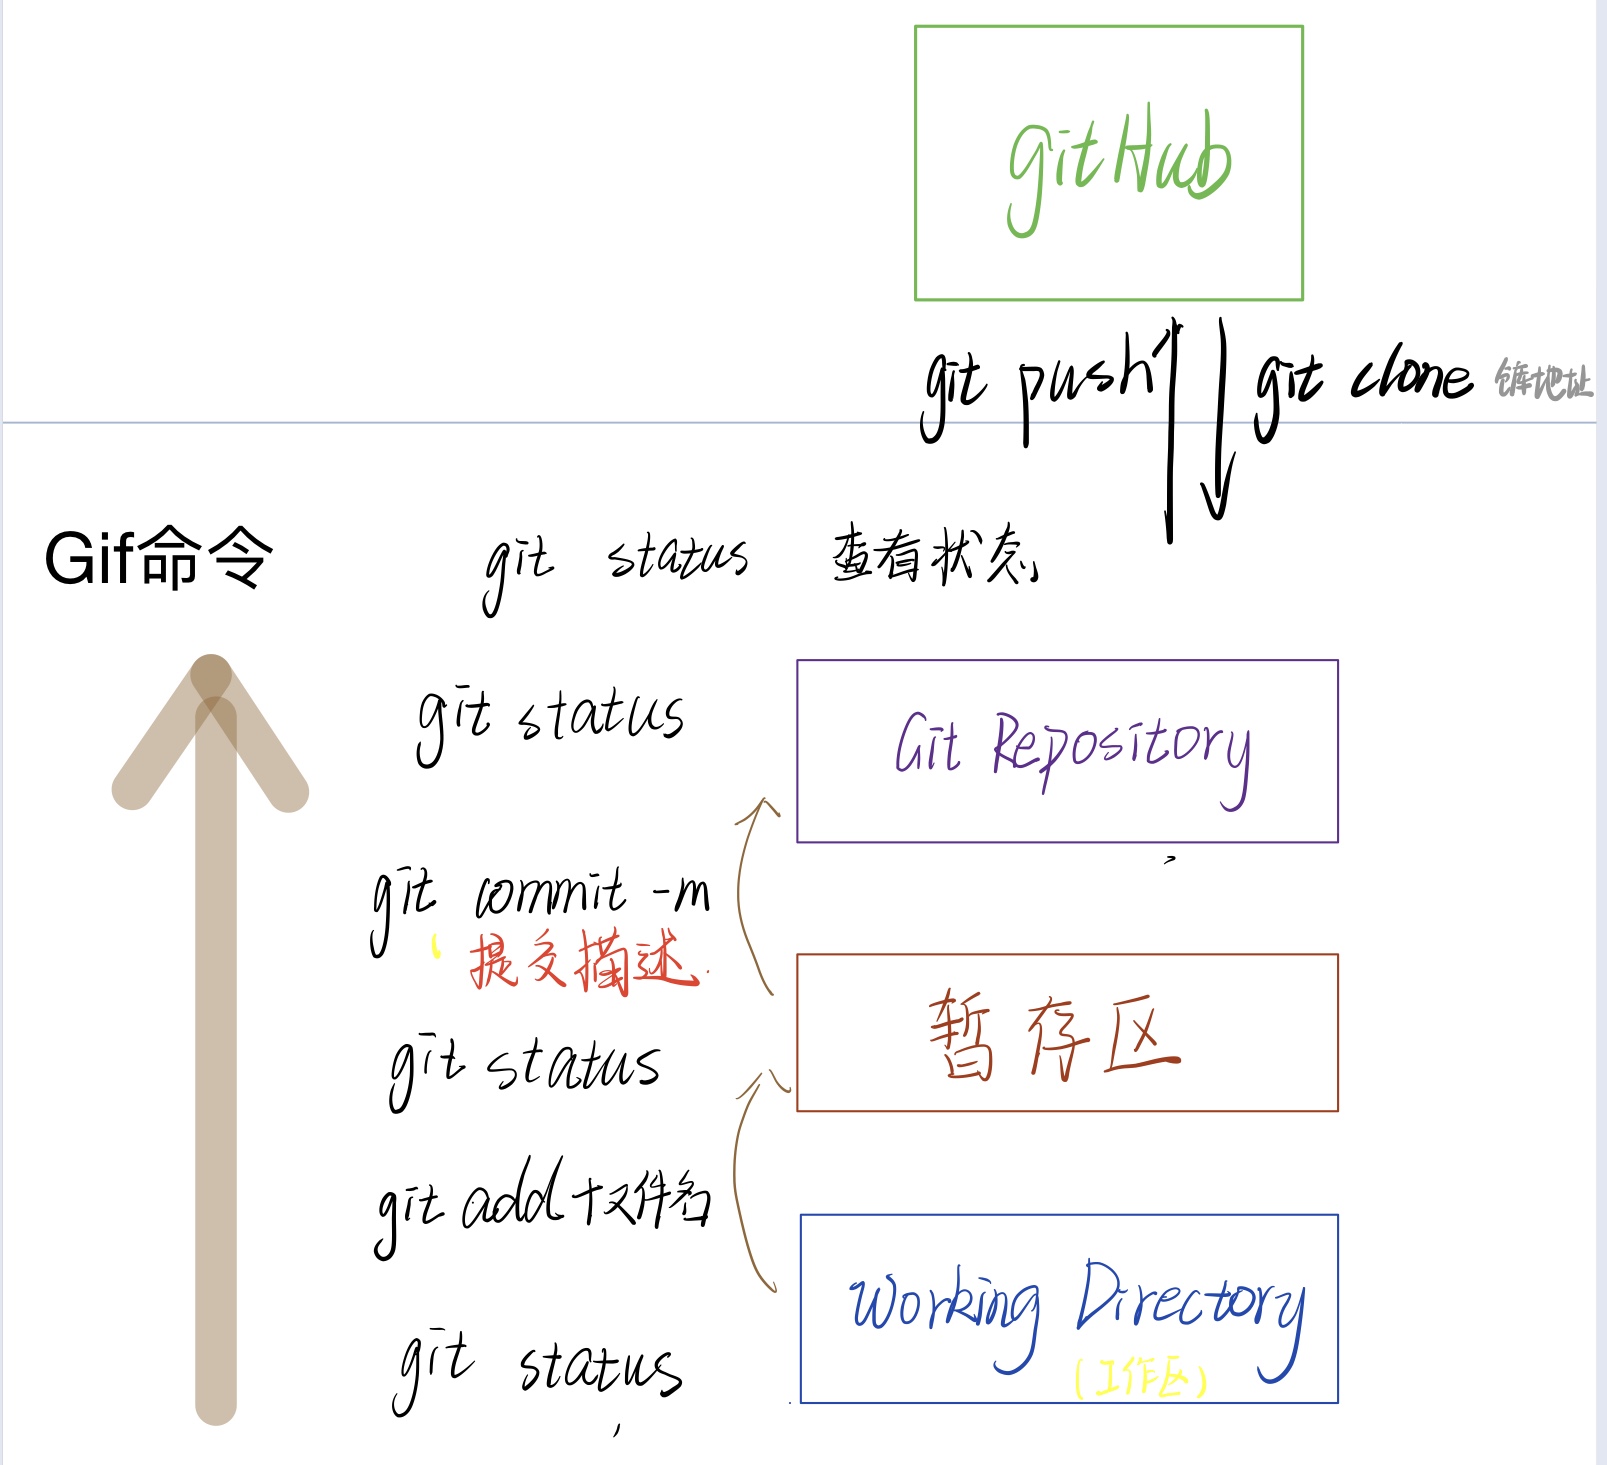 gitHub
git push git clone 仓库地址
Gif命令
git status 查看状态
git status
Git Repository
git commit -m
提交描述.
暂存区
git status
git add +文件名
Working Directory
(工作区)
git status